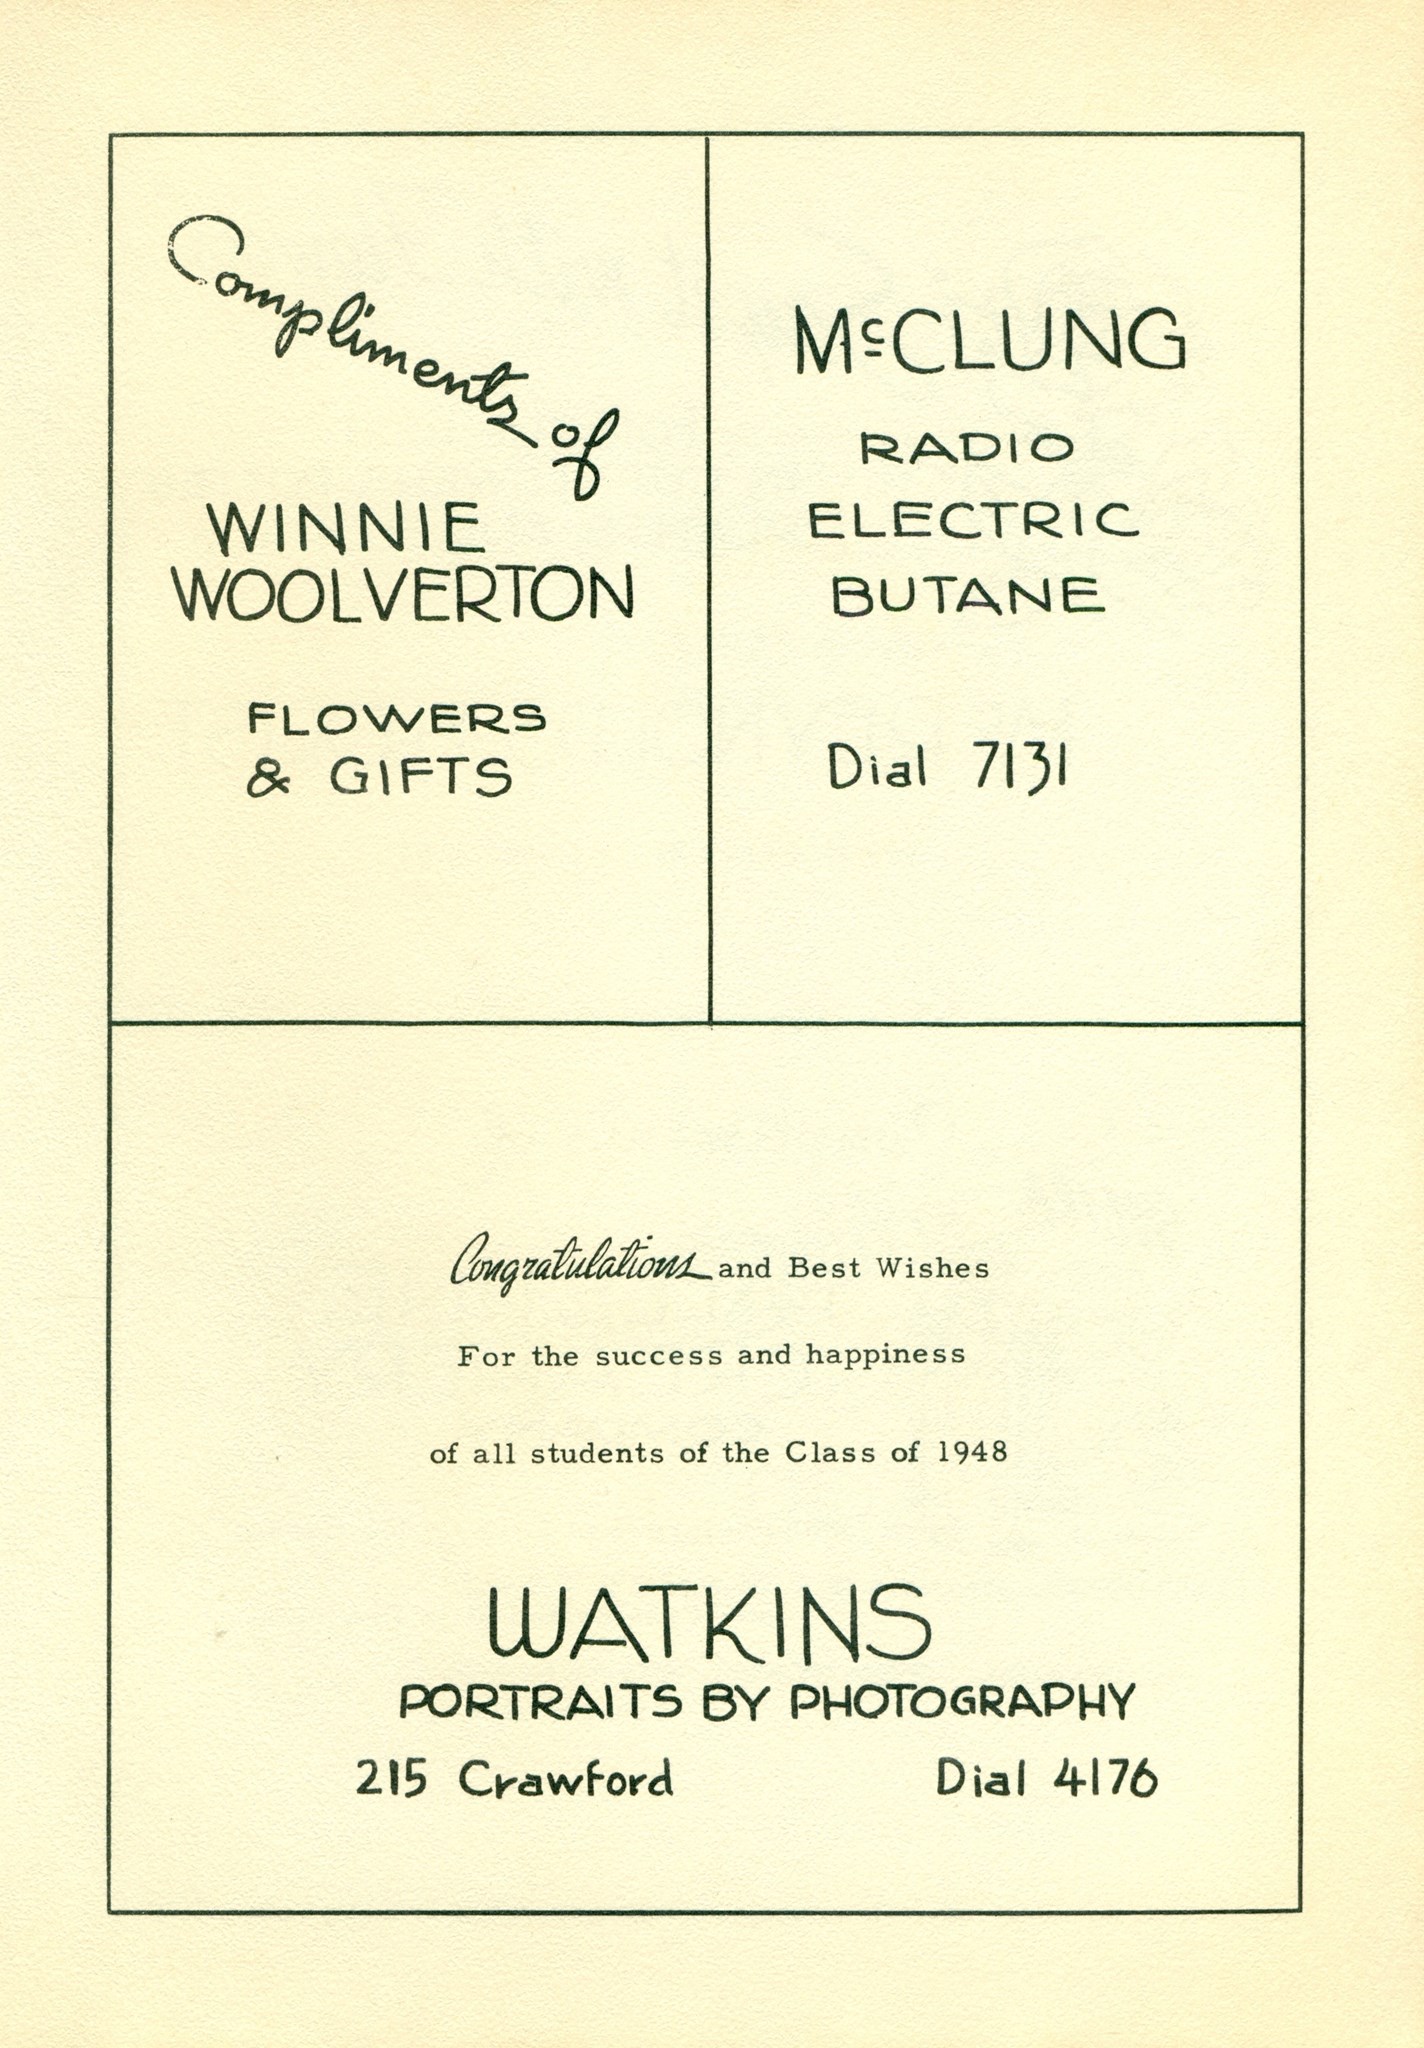 Compliments of
WINNIE
WOOLVERTON
FLOWERS
& GIFTS
McCLUNG
RADIO
ELECTRIC
BUTANE
Dial 7131
Congratulations and Best Wishes
For the success and happiness
of all students of the Class of 1948
WATKINS
PORTRAITS BY PHOTOGRAPHY
215 Crawford Dial 4176